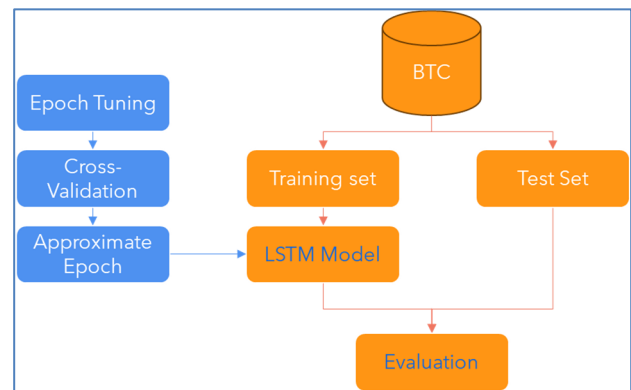 BTC
Epoch Tuning
Cross-
Validation
Training set
Test Set
Approximate
Epoch
LSTM Model
Evaluation